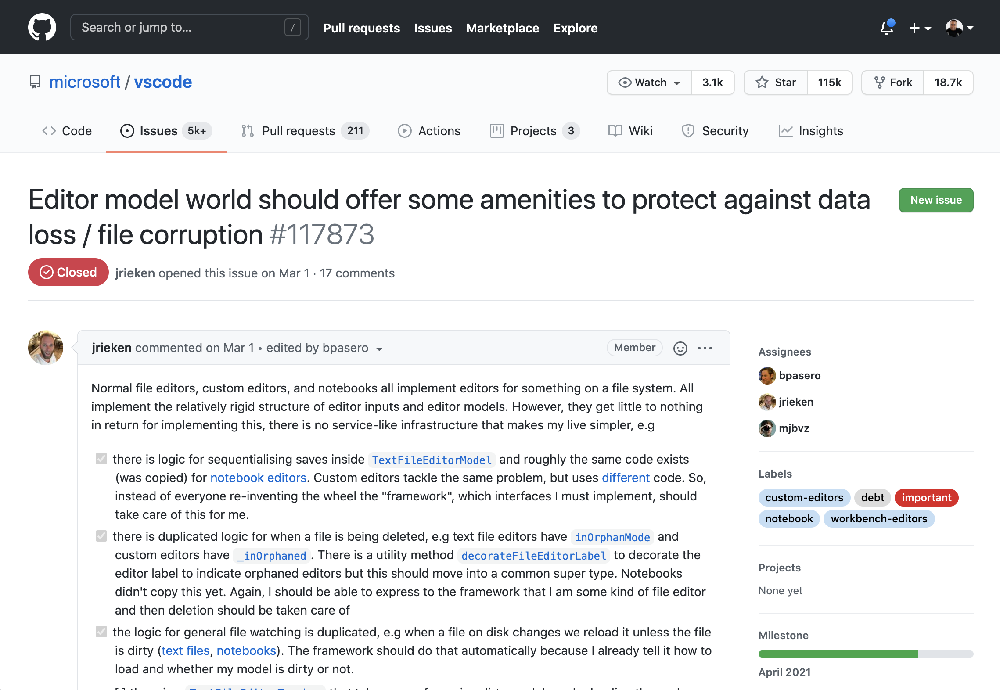 Search or jump to...
/
Pull requests
Issues
Marketplace
Explore
microsoft / vscode
Watch
3.1k
Star
115k
Fork
18.7k
Code
Issues 5k+
Pull requests 211
Actions
Projects 3
Wiki
Security
Insights
Editor model world should offer some amenities to protect against data
loss / file corruption #117873
New issue
Closed
jrieken opened this issue on Mar 1 · 17 comments
jrieken commented on Mar 1 • edited by bpasero
Member
Normal file editors, custom editors, and notebooks all implement editors for something on a file system. All
implement the relatively rigid structure of editor inputs and editor models. However, they get little to nothing
in return for implementing this, there is no service-like infrastructure that makes my live simpler, e.g
there is logic for sequentialising saves inside TextFileEditorModel and roughly the same code exists
(was copied) for notebook editors. Custom editors tackle the same problem, but uses different code. So,
instead of everyone re-inventing the wheel the "framework", which interfaces I must implement, should
take care of this for me.
there is duplicated logic for when a file is being deleted, e.g text file editors have inOrphanMode and
custom editors have _inOrphaned. There is a utility method decorateFileEditorLabel to decorate the
editor label to indicate orphaned editors but this should move into a common super type. Notebooks
didn't copy this yet. Again, I should be able to express to the framework that I am some kind of file editor
and then deletion should be taken care of
the logic for general file watching is duplicated, e.g when a file on disk changes we reload it unless the file
is dirty (text files, notebooks). The framework should do that automatically because I already tell it how to
load and whether my model is dirty or not.
Assignees
bpasero
jrieken
mjbvz
Labels
custom-editors
debt
important
notebook
workbench-editors
Projects
None yet
Milestone
April 2021